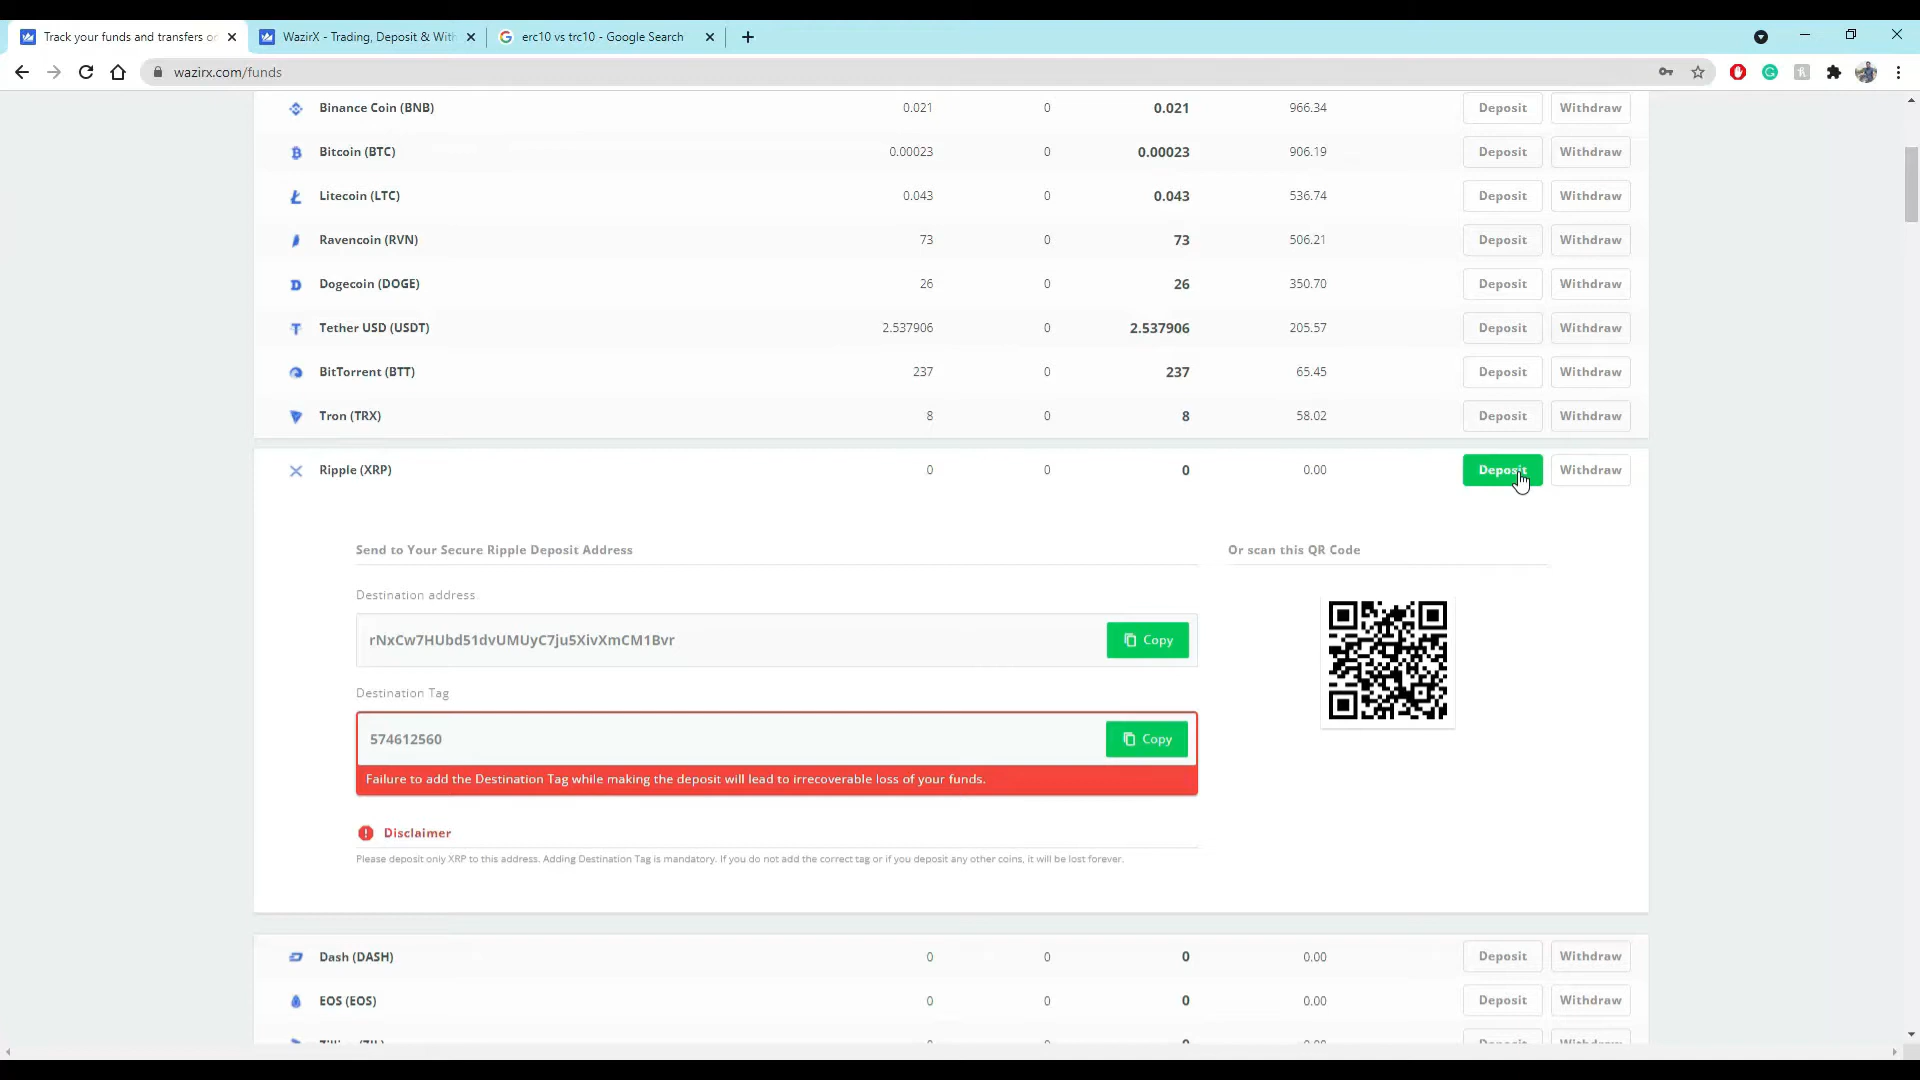 Track your funds and transfers or
WazirX - Trading, Deposit & With
erc10 vs trc10 - Google Search
wazirx.com/funds
Binance Coin (BNB) 0.021 0 0.021 966.34 Deposit Withdraw
Bitcoin (BTC) 0.00023 0 0.00023 906.19 Deposit Withdraw
Litecoin (LTC) 0.043 0 0.043 536.74 Deposit Withdraw
Ravencoin (RVN) 73 0 73 506.21 Deposit Withdraw
Dogecoin (DOGE) 26 0 26 350.70 Deposit Withdraw
Tether USD (USDT) 2.537906 0 2.537906 205.57 Deposit Withdraw
BitTorrent (BTT) 237 0 237 65.45 Deposit Withdraw
Tron (TRX) 8 0 8 58.02 Deposit Withdraw
Ripple (XRP) 0 0 0 0.00 Deposit Withdraw
Send to Your Secure Ripple Deposit Address
Or scan this QR Code
Destination address
rNxCw7HUbd51dvUMUyC7ju5XivXmCM1Bvr Copy
Destination Tag
574612560 Copy
Failure to add the Destination Tag while making the deposit will lead to irrecoverable loss of your funds.
Disclaimer
Please deposit only XRP to this address. Adding Destination Tag is mandatory. If you do not add the correct tag or if you deposit any other coins, it will be lost forever.
Dash (DASH) 0 0 0 0.00 Deposit Withdraw
EOS (EOS) 0 0 0 0.00 Deposit Withdraw